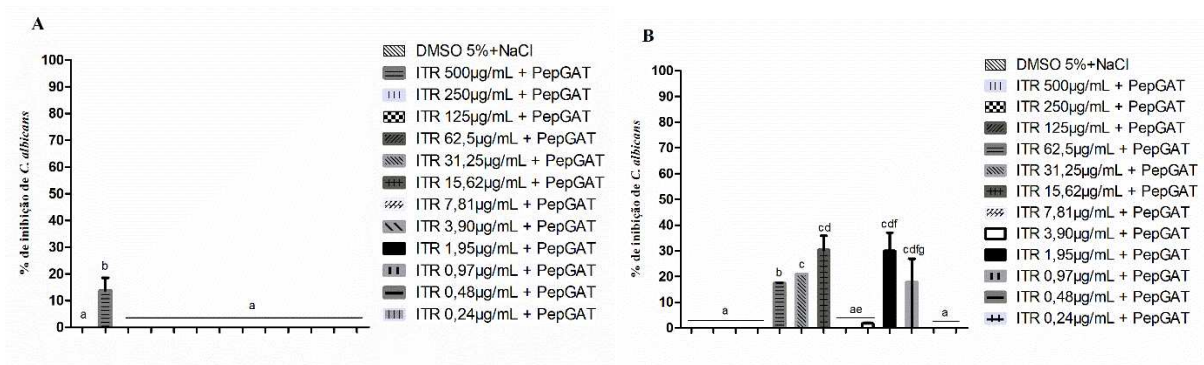 A
% de inibição de C. albicans
100
90
80
70
60
50
40
30
20
10
0
a
b
a
DMSO 5%+NaCl
ITR 500µg/mL + PepGAT
ITR 250µg/mL + PepGAT
ITR 125µg/mL + PepGAT
ITR 62,5µg/mL + PepGAT
ITR 31,25µg/mL + PepGAT
ITR 15,62µg/mL + PepGAT
ITR 7,81µg/mL + PepGAT
ITR 3,90µg/mL + PepGAT
ITR 1,95µg/mL + PepGAT
ITR 0,97µg/mL + PepGAT
ITR 0,48µg/mL + PepGAT
ITR 0,24µg/mL + PepGAT
B
% de inibição de C. albicans
100
90
80
70
60
50
40
30
20
10
0
a
b
c
cd
ae
cdf
cdfg
a
DMSO 5%+NaCl
ITR 500µg/mL + PepGAT
ITR 250µg/mL + PepGAT
ITR 125µg/mL + PepGAT
ITR 62,5µg/mL + PepGAT
ITR 31,25µg/mL + PepGAT
ITR 15,62µg/mL + PepGAT
ITR 7,81µg/mL + PepGAT
ITR 3,90µg/mL + PepGAT
ITR 1,95µg/mL + PepGAT
ITR 0,97µg/mL + PepGAT
ITR 0,48µg/mL + PepGAT
ITR 0,24µg/mL + PepGAT